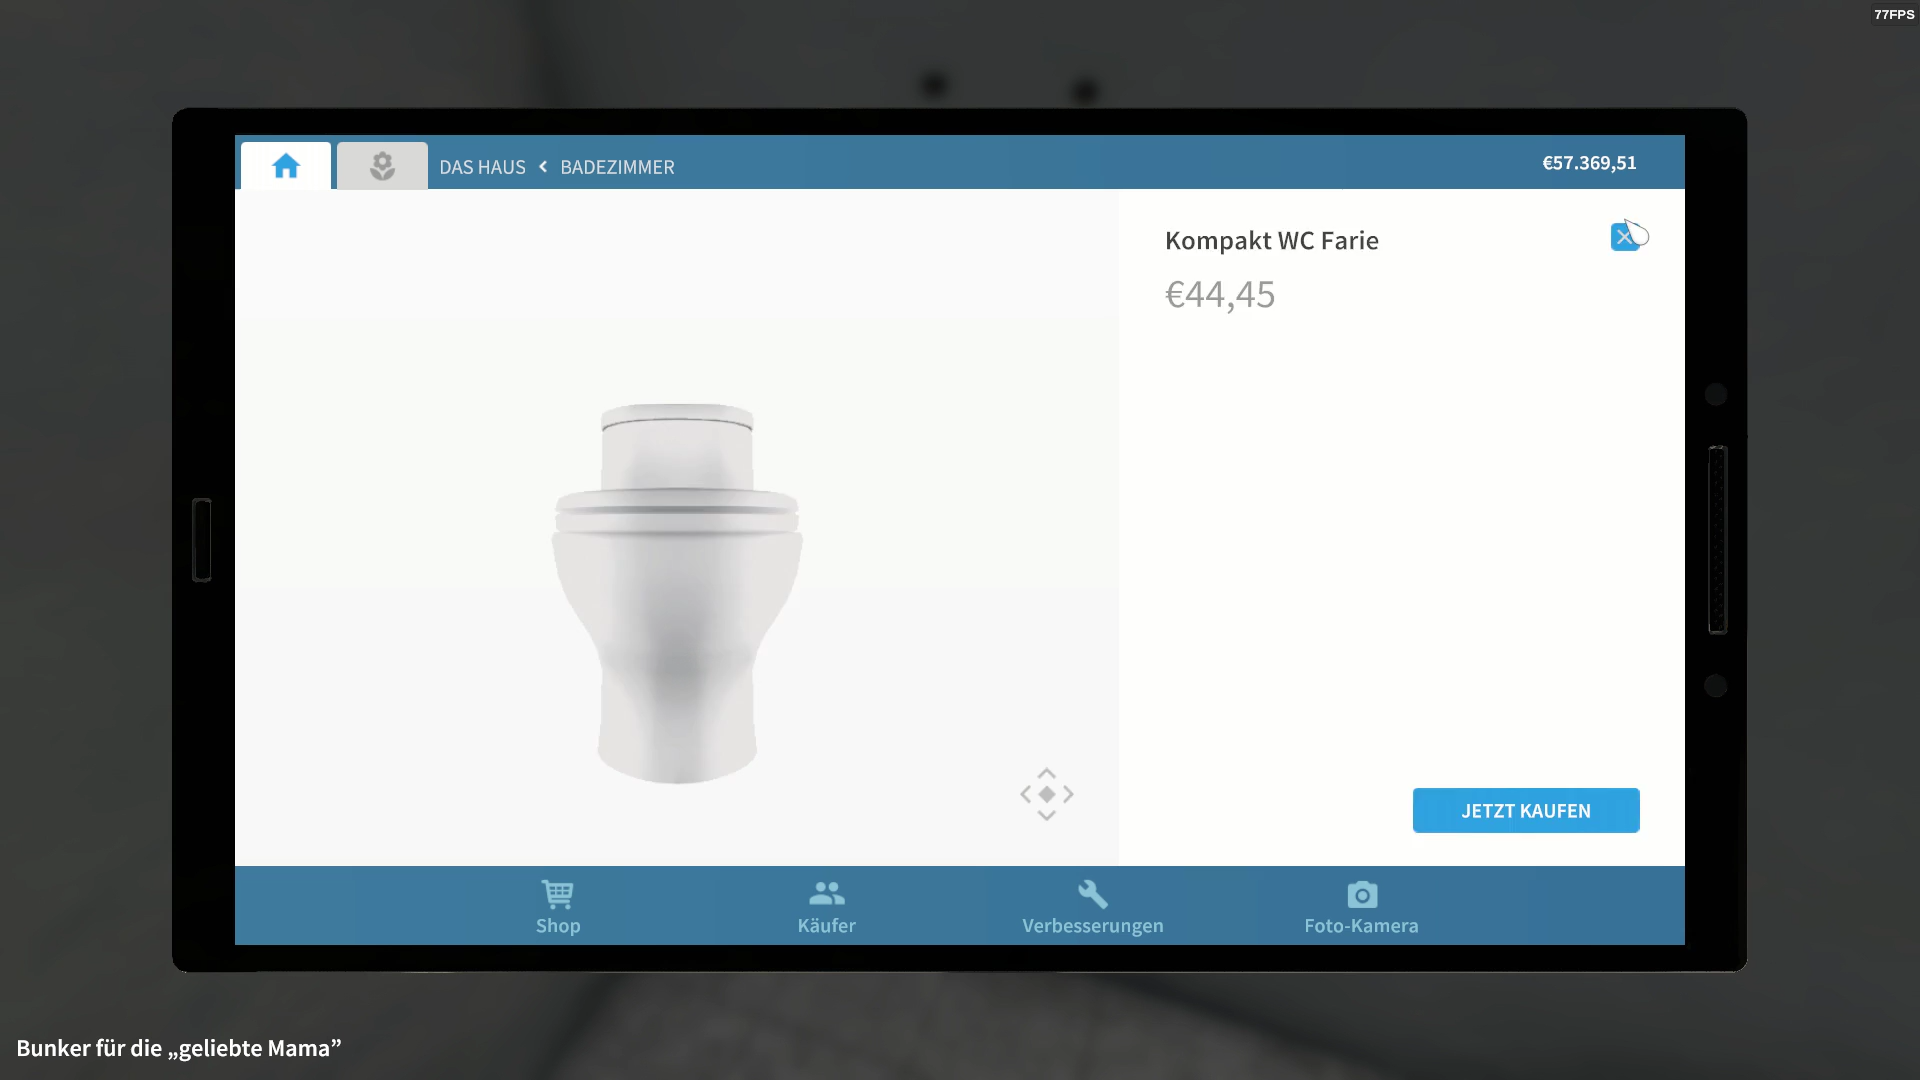 77FPS
DAS HAUS < BADEZIMMER
€57.369,51
Kompakt WC Farie
€44,45
JETZT KAUFEN
Shop
Käufer
Verbesserungen
Foto-Kamera
Bunker für die „geliebte Mama”